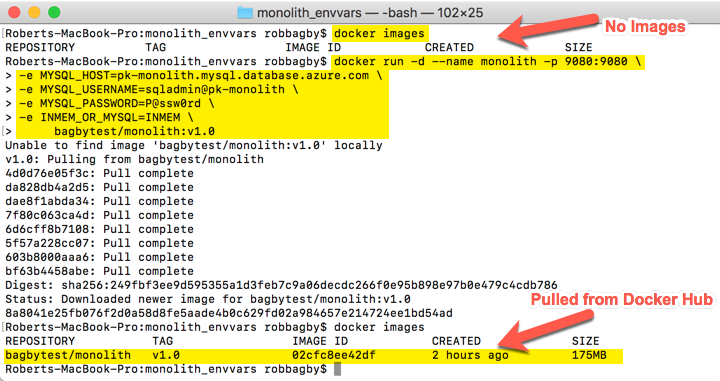 monolith_envvars — -bash — 102×25
Roberts-MacBook-Pro:monolith_envvars robbagby$ docker images
No Images
REPOSITORY TAG IMAGE ID CREATED SIZE
Roberts-MacBook-Pro:monolith_envvars robbagby$ docker run -d --name monolith -p 9080:9080 \
> -e MYSQL_HOST=pk-monolith.mysql.database.azure.com \
> -e MYSQL_USERNAME=sqladmin@pk-monolith \
> -e MYSQL_PASSWORD=P@ssw0rd \
> -e INMEM_OR_MYSQL=INMEM \
> bagbytest/monolith:v1.0
Unable to find image 'bagbytest/monolith:v1.0' locally
v1.0: Pulling from bagbytest/monolith
4d0d76e05f3c: Pull complete
da828db4a2d5: Pull complete
dae8f1abda34: Pull complete
7f80c063ca4d: Pull complete
6d6cff8b7108: Pull complete
5f57a228cc07: Pull complete
603b8000aaa6: Pull complete
bf63b4458abe: Pull complete
Digest: sha256:249fbf3ee9d595355a1d3feb7c9a06decdc266f0e95b898e97b0e479c4cdb786
Status: Downloaded newer image for bagbytest/monolith:v1.0
8a8041e25fb076f2d0a58d8fe5aade4b0c629fd02a984657e214724ee1bd54ad
Pulled from Docker Hub
Roberts-MacBook-Pro:monolith_envvars robbagby$ docker images
REPOSITORY TAG IMAGE ID CREATED SIZE
bagbytest/monolith v1.0 02cfc8ee42df 2 hours ago 175MB
Roberts-MacBook-Pro:monolith_envvars robbagby$